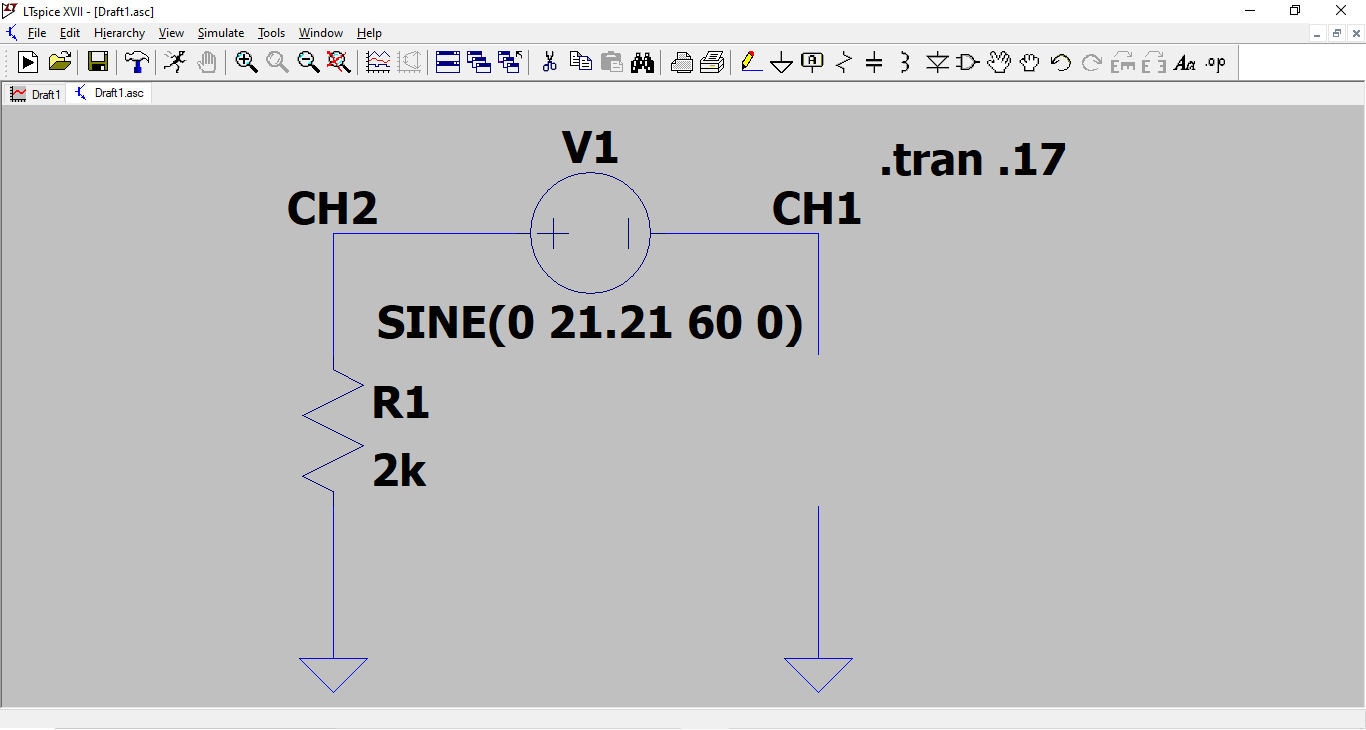 LTspice XVII - [Draft1.asc]
File Edit Hierarchy View Simulate Tools Window Help
A Aa .op
Draft1 Draft1.asc
V1
.tran .17
CH2 CH1
SINE(0 21.21 60 0)
R1
2k